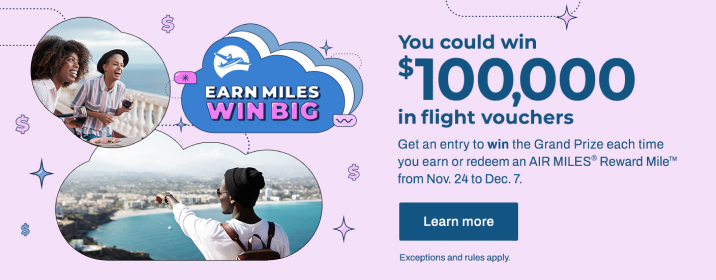 EARN MILES
WIN BIG
You could win
$100,000
in flight vouchers
Get an entry to win the Grand Prize each time
you earn or redeem an AIR MILES® Reward Mile™
from Nov. 24 to Dec. 7.
Learn more
Exceptions and rules apply.